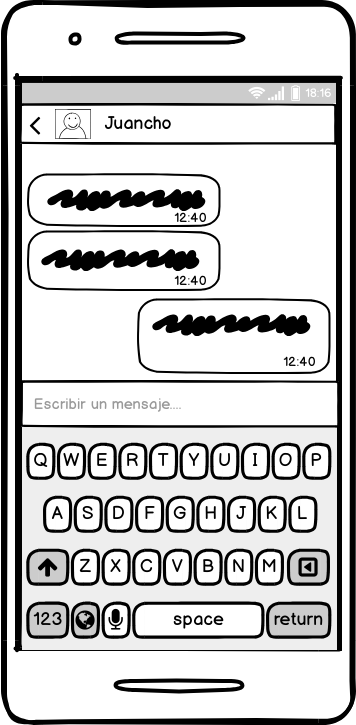 18:16
Juancho
12:40
12:40
12:40
Escribir un mensaje....
Q W E R T Y U I O P
A S D F G H J K L
Z X C V B N M
123 space return